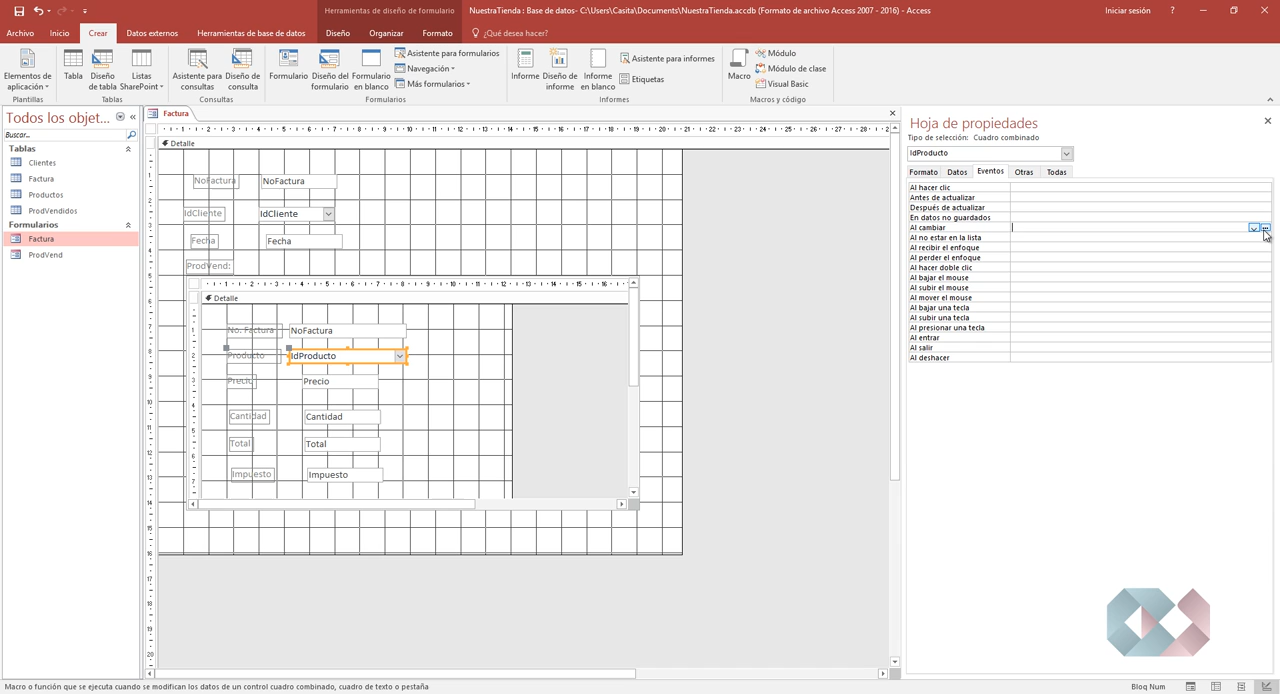 Herramientas de diseño de formulario
NuestraTienda : Base de datos- C:\Users\Casita\Documents\NuestraTienda.accdb (Formato de archivo Access 2007 - 2016) - Access
Iniciar sesión
?
Archivo
Inicio
Crear
Datos externos
Herramientas de base de datos
Diseño
Organizar
Formato
¿Qué desea hacer?
Elementos de aplicación
Tabla
Diseño de tabla
Listas SharePoint
Asistente para consultas
Diseño de consulta
Formulario
Diseño del formulario
Formulario en blanco
Asistente para formularios
Navegación
Más formularios
Informe
Diseño de informe
Informe en blanco
Asistente para informes
Etiquetas
Macro
Módulo
Módulo de clase
Visual Basic
Plantillas
Tablas
Consultas
Formularios
Informes
Macros y código
Todos los objet...
Buscar...
Tablas
Clientes
Factura
Productos
ProdVendidos
Formularios
Factura
ProdVend
Factura
Detalle
NoFactura
NoFactura
IdCliente
IdCliente
Fecha
Fecha
ProdVend:
Detalle
No. Factura
NoFactura
Producto
IdProducto
Precio
Precio
Cantidad
Cantidad
Total
Total
Impuesto
Impuesto
Hoja de propiedades
Tipo de selección: Cuadro combinado
IdProducto
Formato
Datos
Eventos
Otras
Todas
Al hacer clic
Antes de actualizar
Después de actualizar
En datos no guardados
Al cambiar
Al no estar en la lista
Al recibir el enfoque
Al perder el enfoque
Al hacer doble clic
Al bajar el mouse
Al subir el mouse
Al mover el mouse
Al bajar una tecla
Al subir una tecla
Al presionar una tecla
Al entrar
Al salir
Al deshacer
Macro o función que se ejecuta cuando se modifican los datos de un control cuadro combinado, cuadro de texto o pestaña
Bloq Num